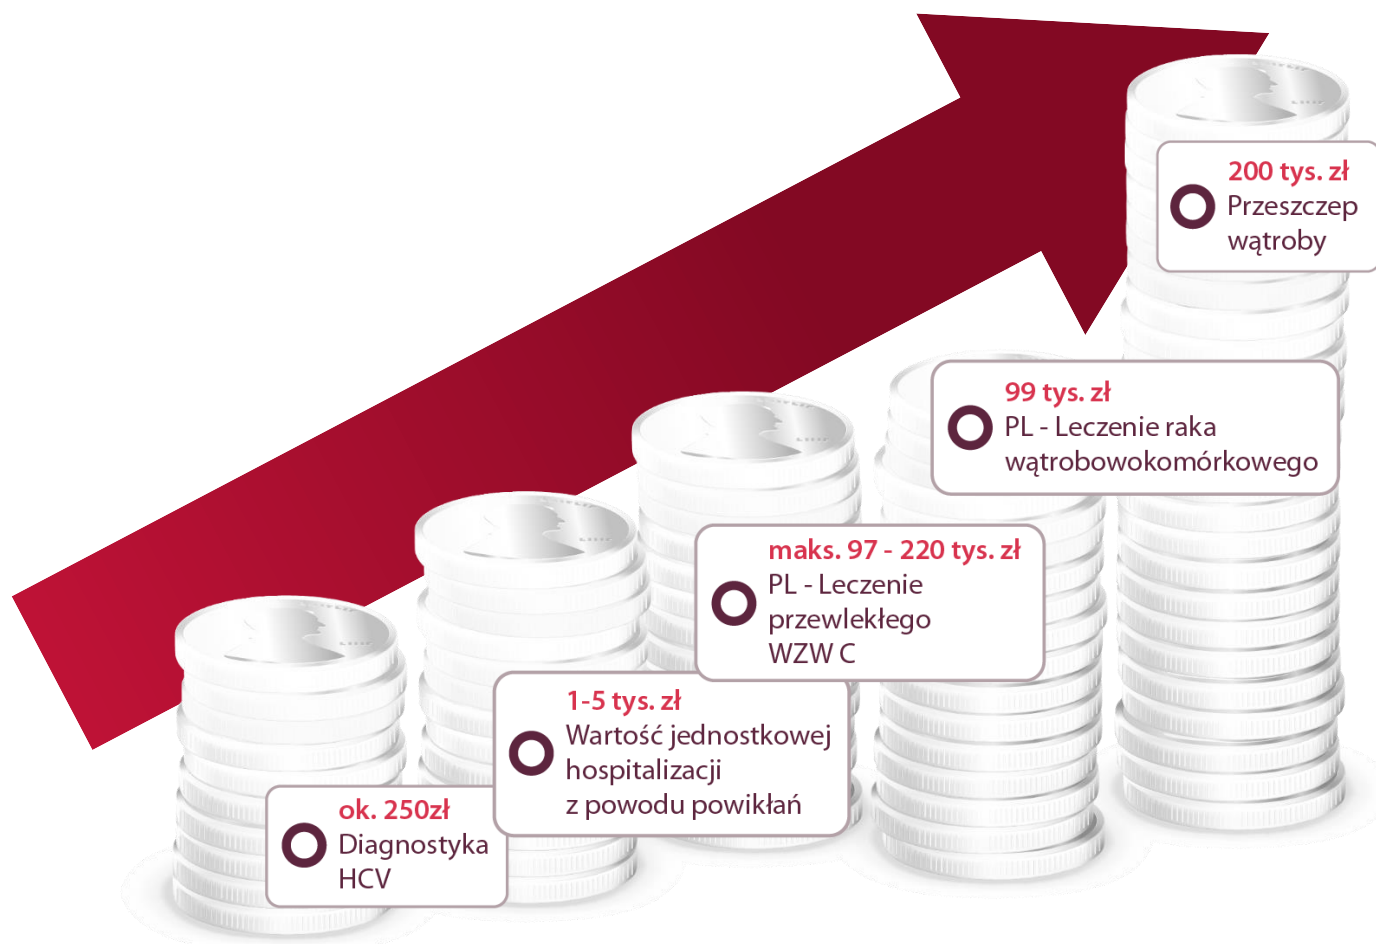 200 tys. zł
Przeszczep
wątroby
99 tys. zł
PL - Leczenie raka
wątrobowokomórkowego
maks. 97 - 220 tys. zł
PL - Leczenie
przewlekłego
WZW C
1-5 tys. zł
Wartość jednostkowej
hospitalizacji
z powodu powikłań
ok. 250zł
Diagnostyka
HCV